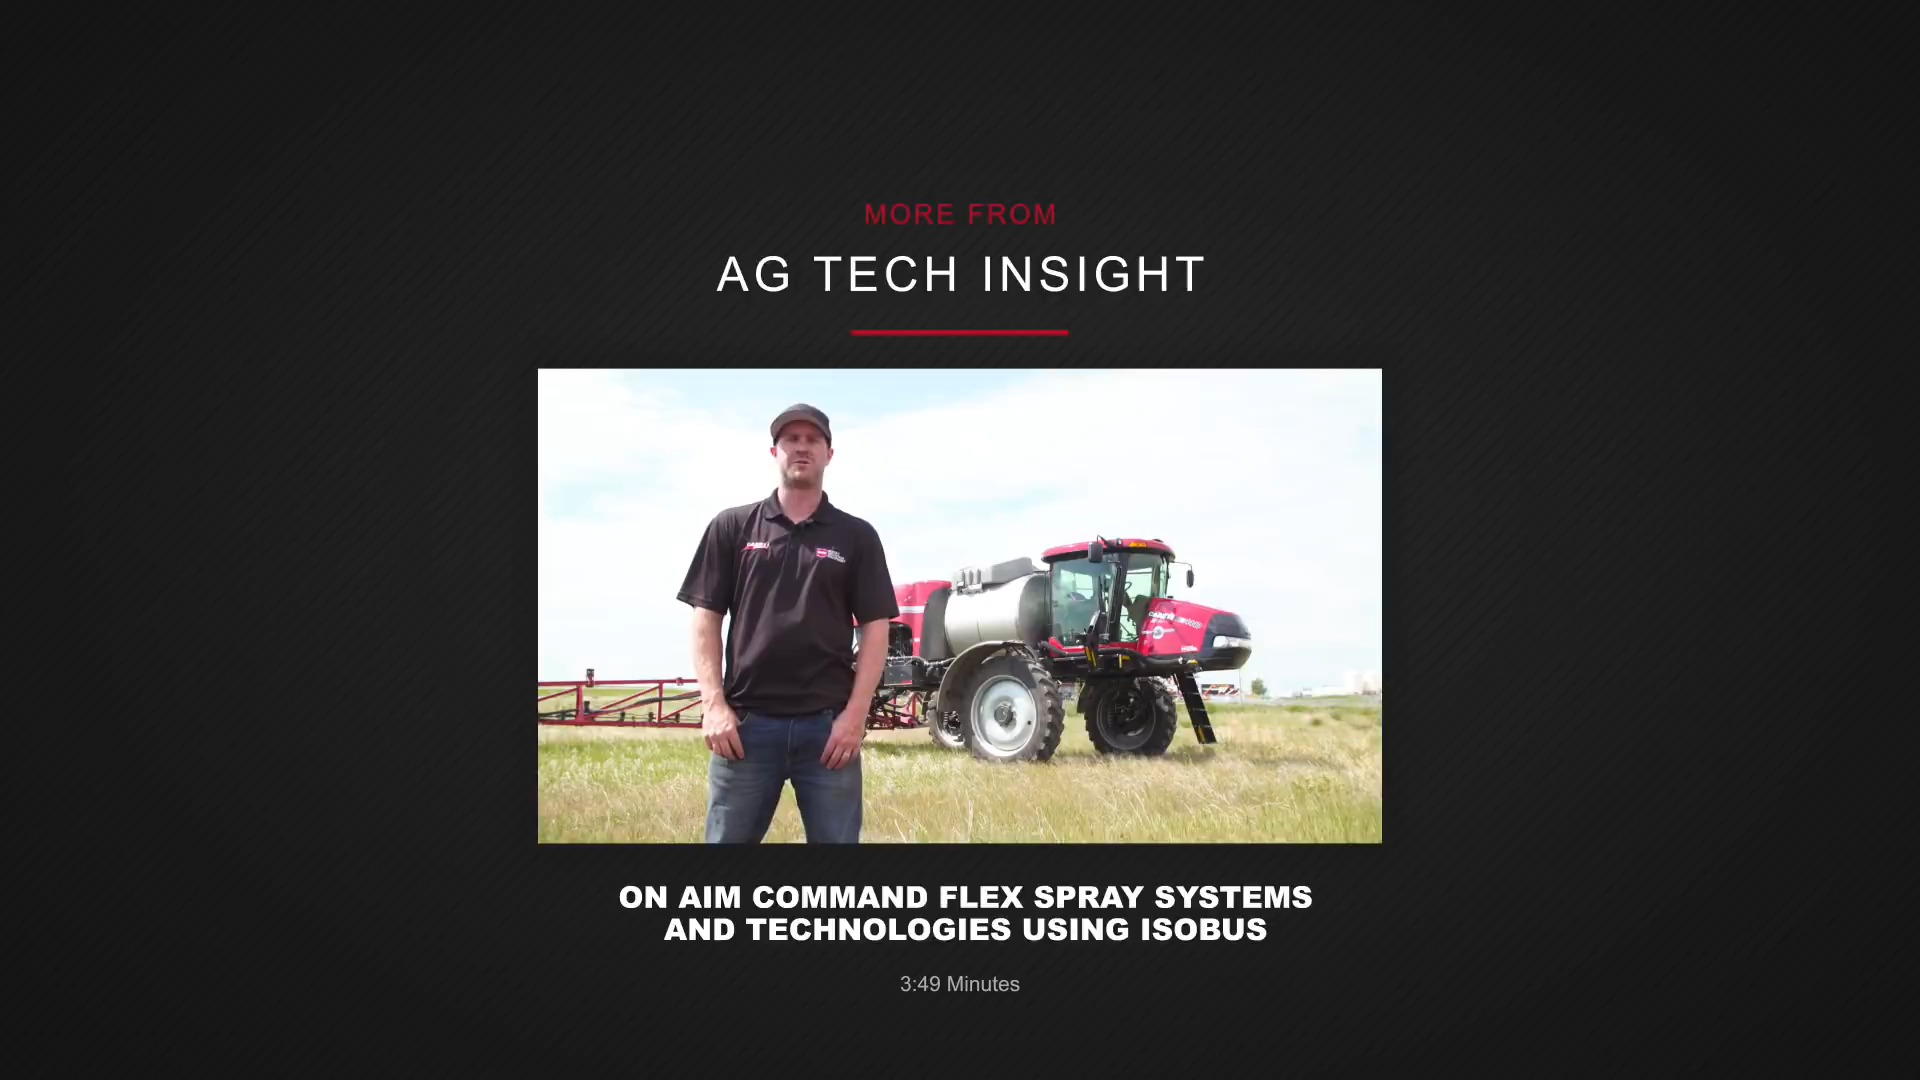 MORE FROM
AG TECH INSIGHT
ON AIM COMMAND FLEX SPRAY SYSTEMS
AND TECHNOLOGIES USING ISOBUS
3:49 Minutes